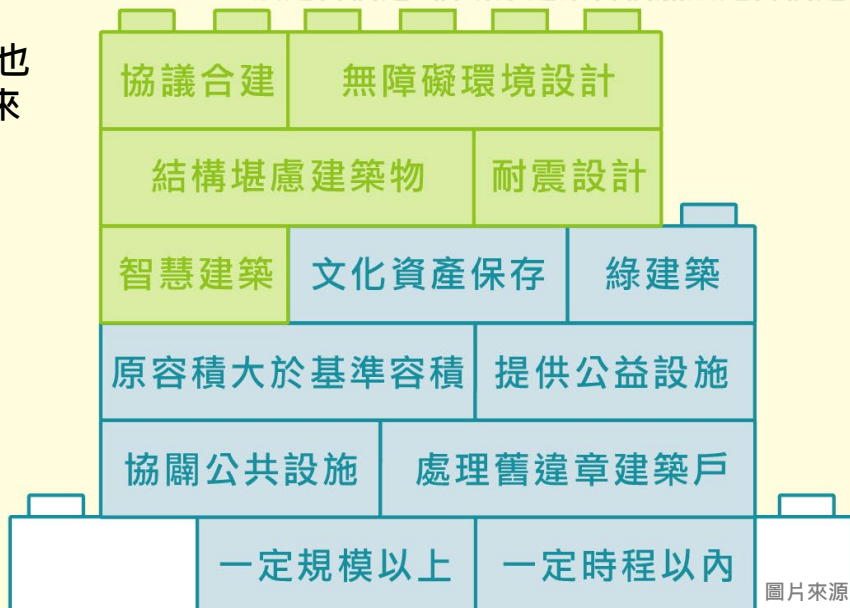 也
來
協議合建
無障礙環境設計
結構堪慮建築物
耐震設計
智慧建築
文化資產保存
綠建築
原容積大於基準容積
提供公益設施
協闢公共設施
處理舊違章建築戶
一定規模以上
一定時程以內
圖片來源